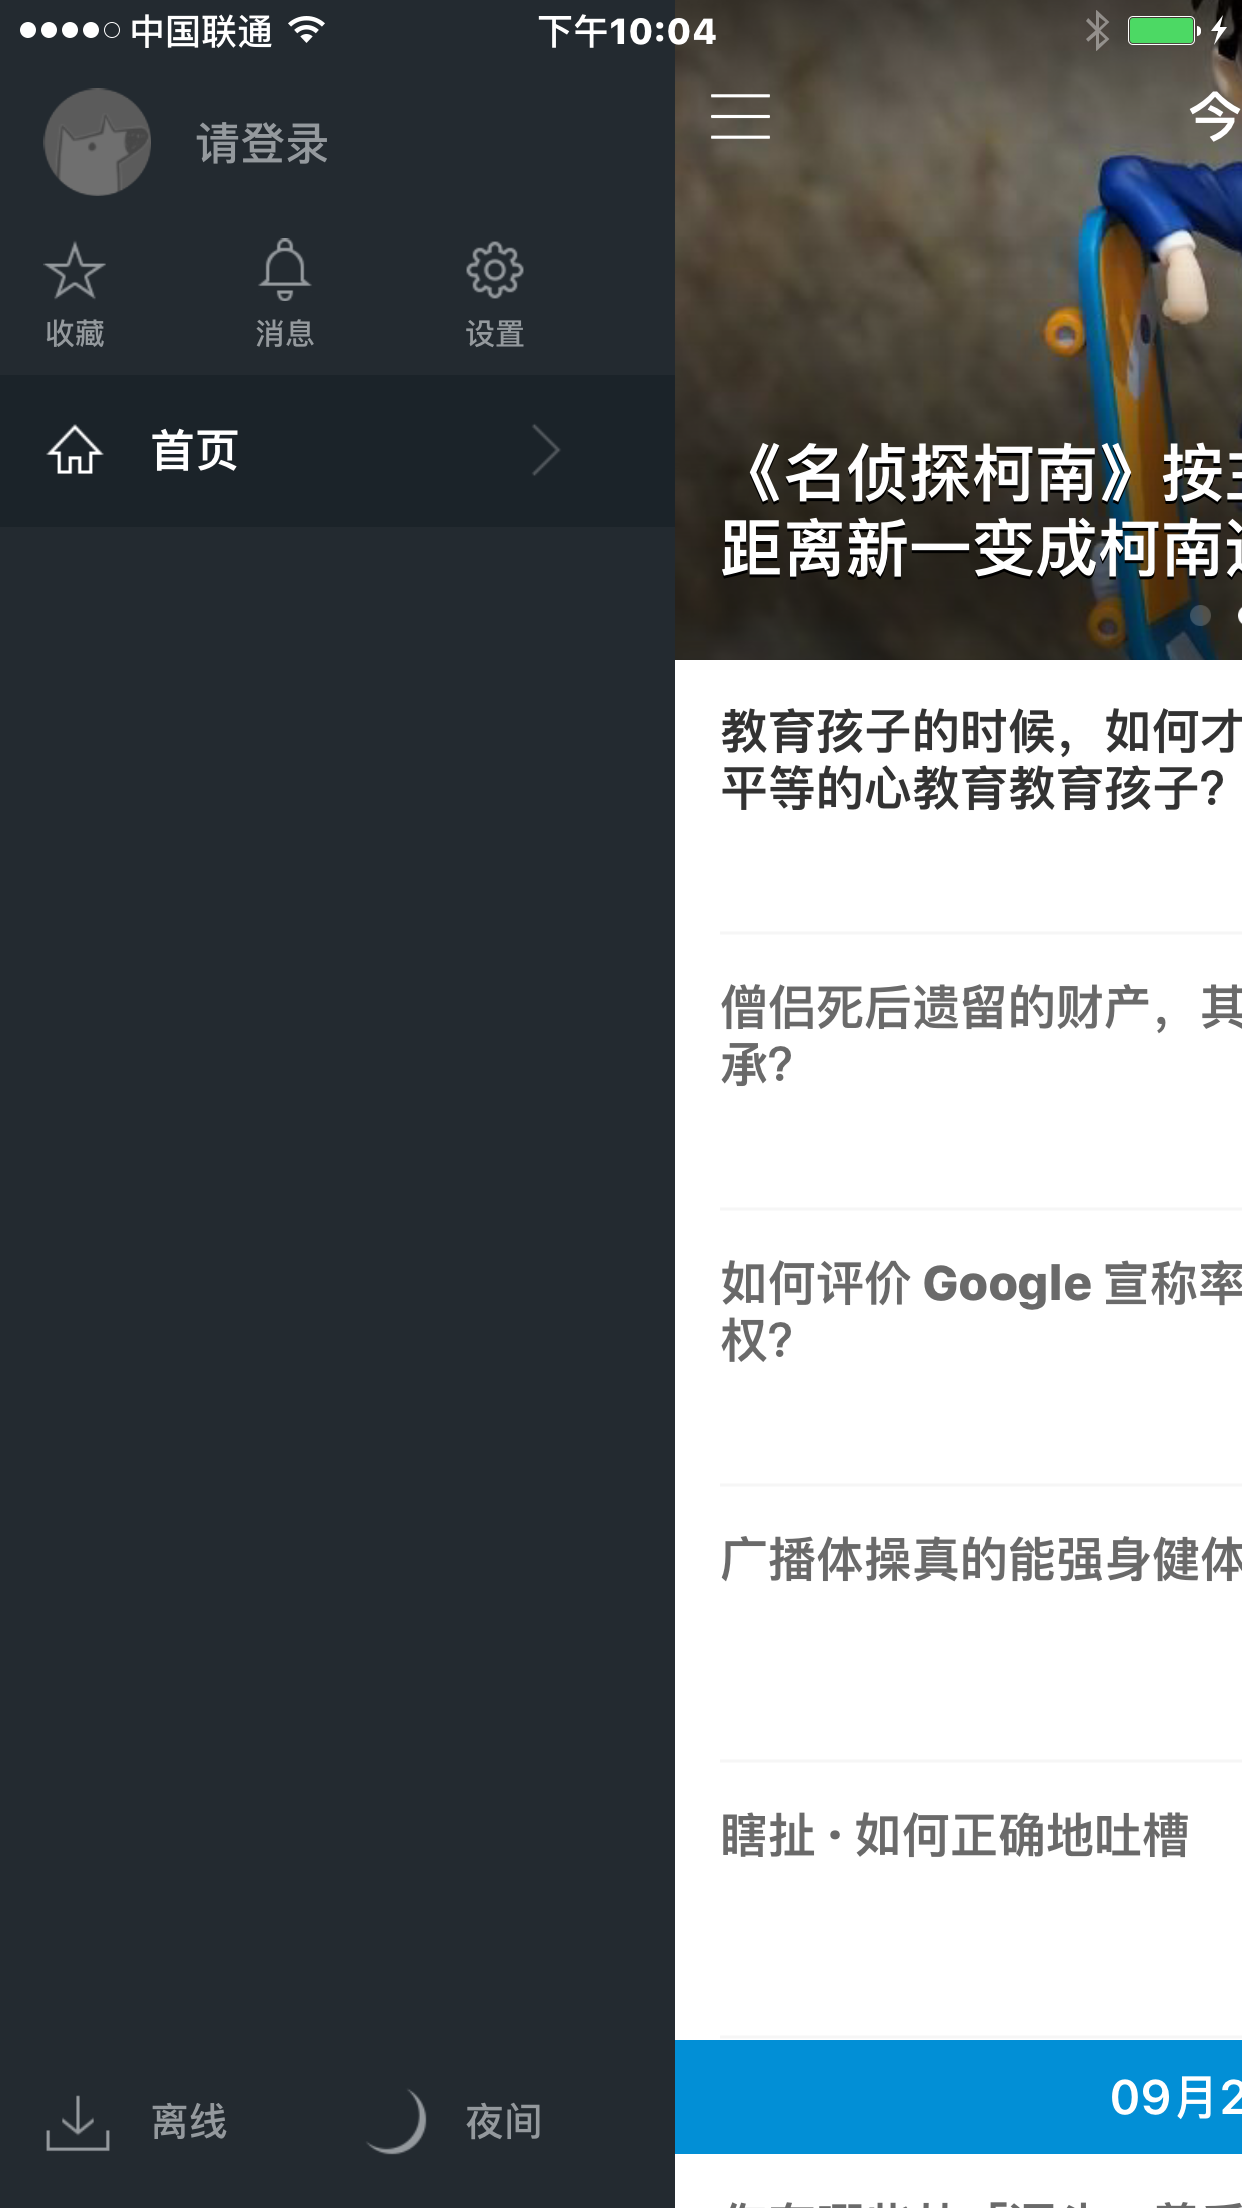 中国联通 下午10:04
请登录
收藏 消息 设置
首页
离线 夜间
今
《名侦探柯南》按
距离新一变成柯南
教育孩子的时候，如何才
平等的心教育教育孩子？
僧侣死后遗留的财产，其
承？
如何评价 Google 宣称率
权？
广播体操真的能强身健体
瞎扯 · 如何正确地吐槽
09月2